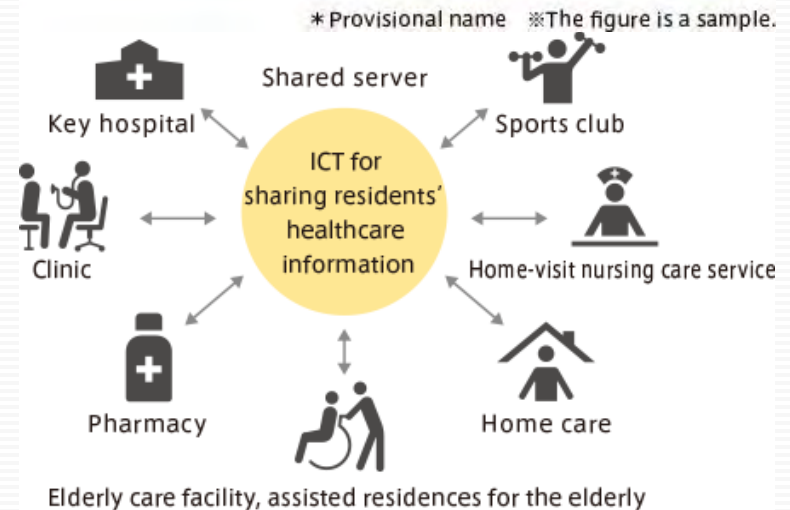 *Provisional name ※The figure is a sample.
Shared server
Key hospital
Sports club
ICT for
sharing residents'
healthcare
information
Clinic
Home-visit nursing care service
Pharmacy
Home care
Elderly care facility, assisted residences for the elderly